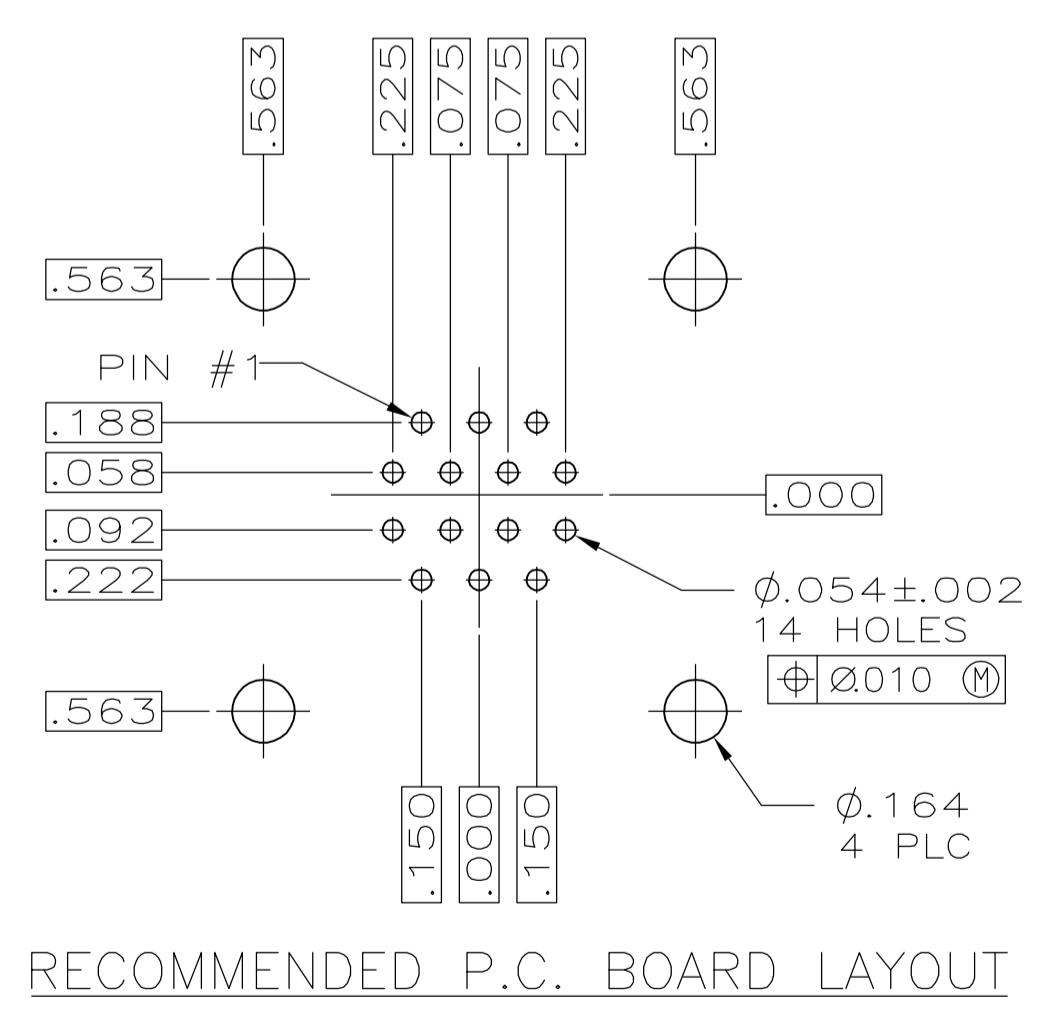 .563
.225
.075
.075
.225
.563
.563
PIN #1
.188
.058
.000
.092
.222
Ø.054±.002
14 HOLES
⌖ Ø.010 Ⓜ
.563
.150
.000
.150
Ø.164
4 PLC
RECOMMENDED P.C. BOARD LAYOUT